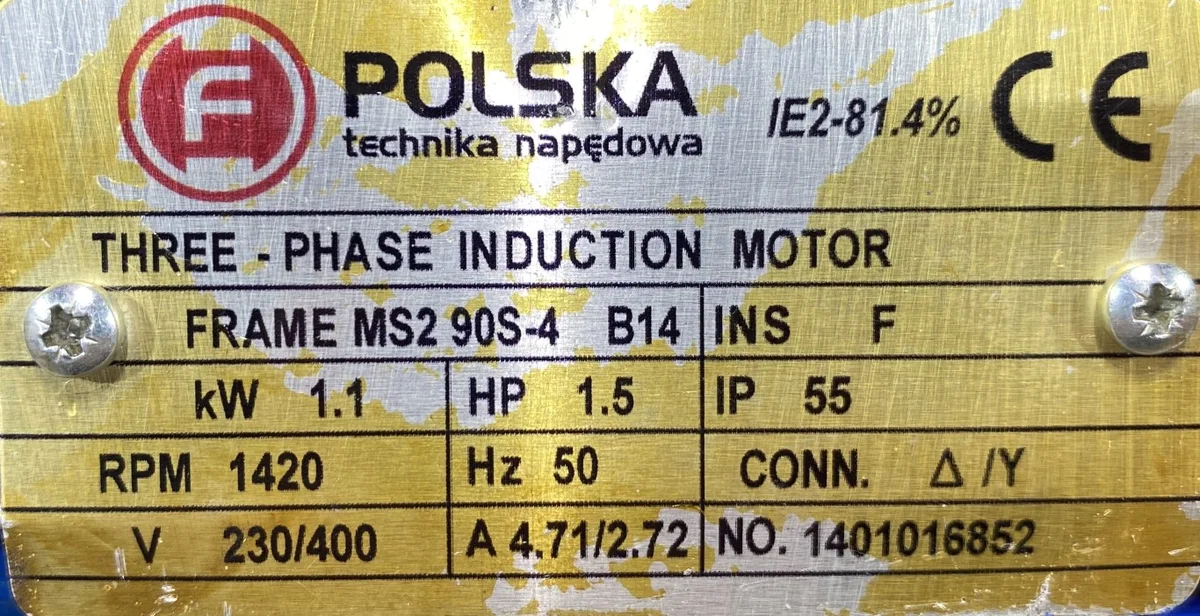 F POLSKA
technika napędowa
IE2-81.4% CE
THREE - PHASE INDUCTION MOTOR
FRAME MS2 90S-4 B14 INS F
kW 1.1 HP 1.5 IP 55
RPM 1420 Hz 50 CONN. Δ/Y
V 230/400 A 4.71/2.72 NO. 1401016852